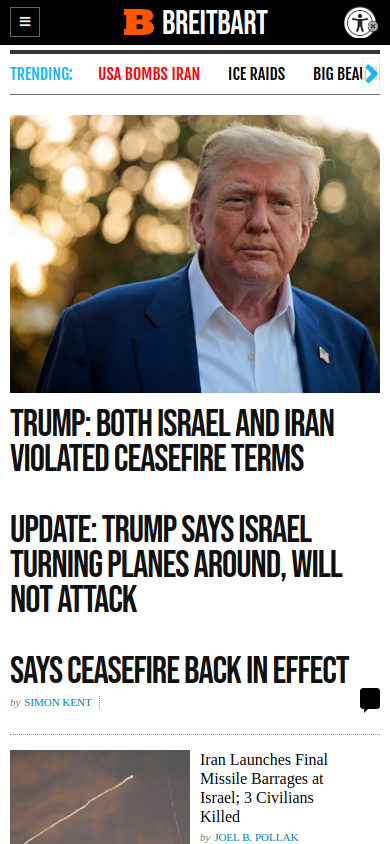 BREITBART
TRENDING: USA BOMBS IRAN ICE RAIDS BIG
TRUMP: BOTH ISRAEL AND IRAN
VIOLATED CEASEFIRE TERMS
UPDATE: TRUMP SAYS ISRAEL
TURNING PLANES AROUND, WILL
NOT ATTACK
SAYS CEASEFIRE BACK IN EFFECT
by SIMON KENT
Iran Launches Final
Missile Barrages at
Israel; 3 Civilians
Killed
by JOEL B. POLLAK